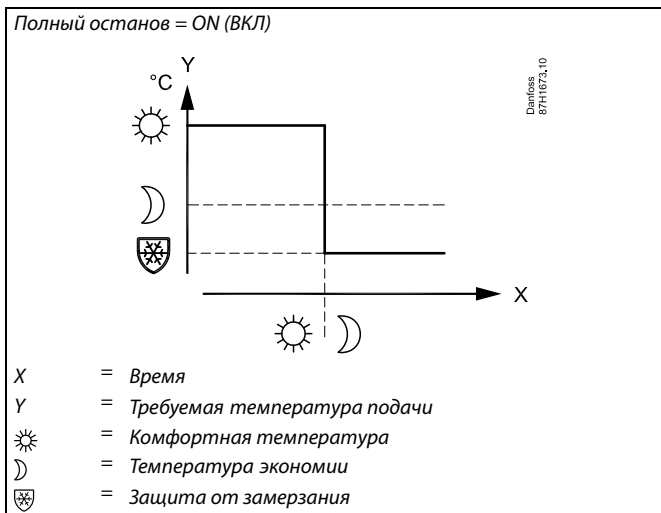 Полный останов = ON (ВКЛ)
Y
°C
Danfoss
87H1673.10
X
X = Время
Y = Требуемая температура подачи
= Комфортная температура
= Температура экономии
= Защита от замерзания